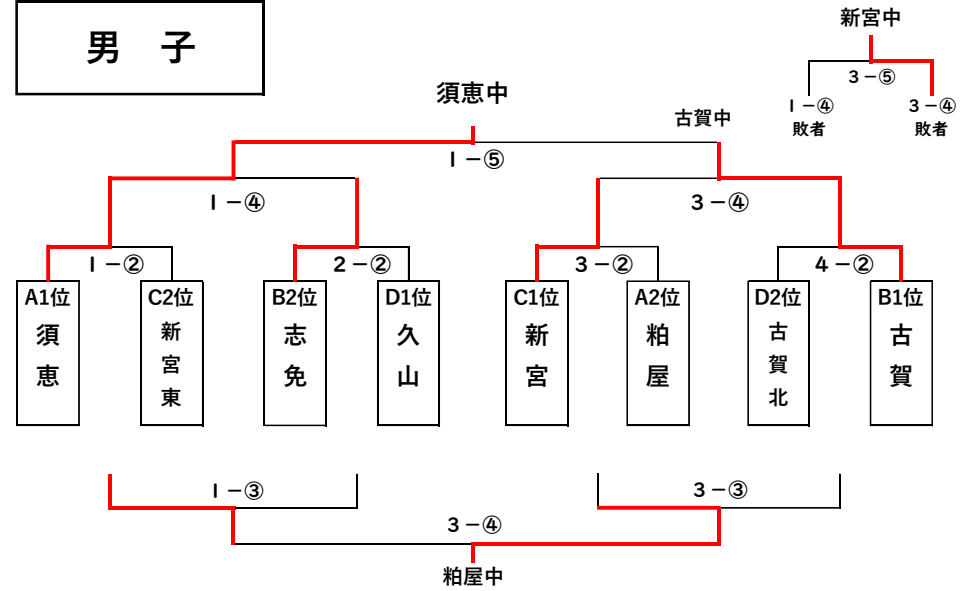 男　子
新宮中
3－⑤
1－④
敗者
3－④
敗者
須恵中
古賀中
1－⑤
1－④
3－④
1－②
2－②
3－②
4－②
A1位
須恵
C2位
新宮東
B2位
志免
D1位
久山
C1位
新宮
A2位
粕屋
D2位
古賀北
B1位
古賀
1－③
3－③
3－④
粕屋中